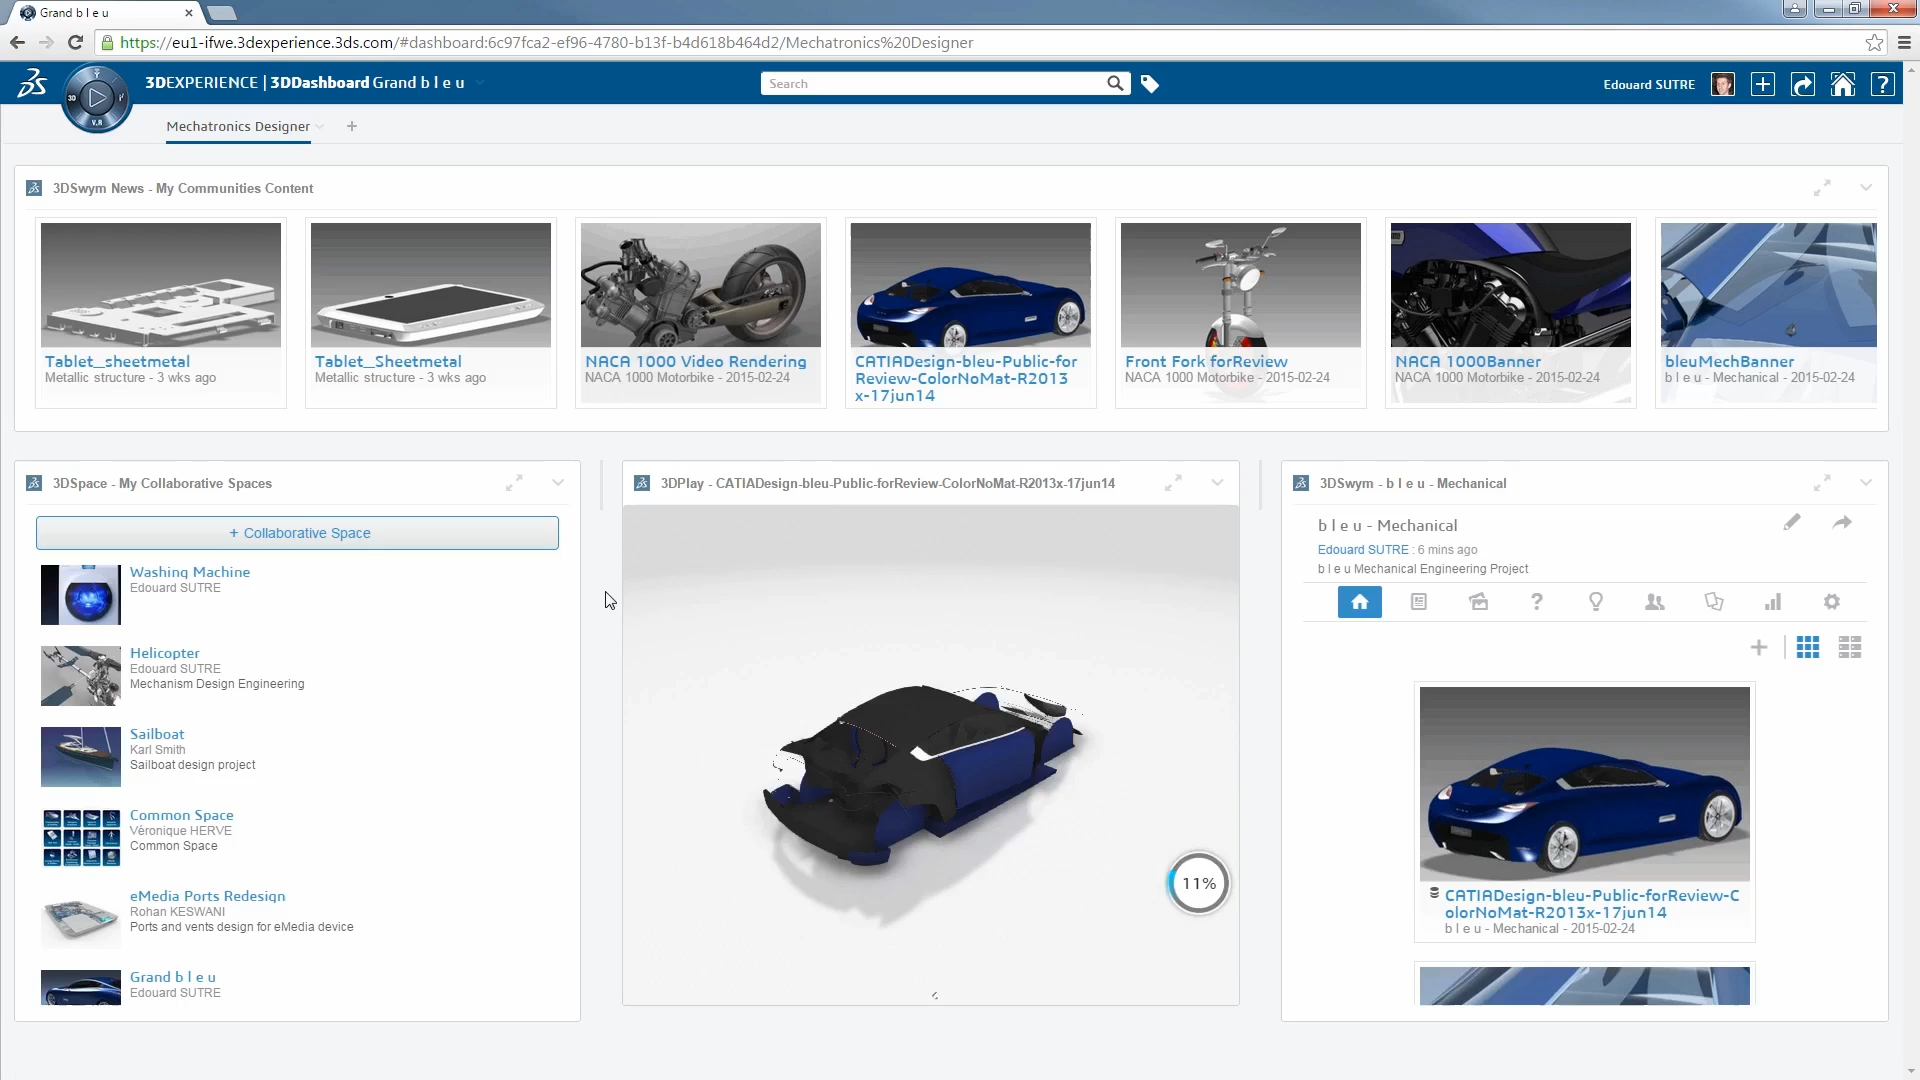 Grand b l e u
https://eu1-ifwe.3dexperience.3ds.com/#dashboard:6c97fca2-ef96-4780-b13f-b4d618b464d2/Mechatronics%20Designer
3D V.R
3DEXPERIENCE | 3DDashboard Grand b l e u
Search
Edouard SUTRE
Mechatronics Designer
3DSwym News - My Communities Content
Tablet_sheetmetal
Metallic structure - 3 wks ago
Tablet_Sheetmetal
Metallic structure - 3 wks ago
NACA 1000 Video Rendering
NACA 1000 Motorbike - 2015-02-24
CATIADesign-bleu-Public-for
Review-ColorNoMat-R2013
x-17jun14
Front Fork forReview
NACA 1000 Motorbike - 2015-02-24
NACA 1000Banner
NACA 1000 Motorbike - 2015-02-24
bleuMechBanner
b l e u - Mechanical - 2015-02-24
3DSpace - My Collaborative Spaces
+ Collaborative Space
Washing Machine
Edouard SUTRE
Helicopter
Edouard SUTRE
Mechanism Design Engineering
Sailboat
Karl Smith
Sailboat design project
Common Space
Véronique HERVE
Common Space
eMedia Ports Redesign
Rohan KESWANI
Ports and vents design for eMedia device
Grand b l e u
Edouard SUTRE
3DPlay - CATIADesign-bleu-Public-forReview-ColorNoMat-R2013x-17jun14
11%
3DSwym - b l e u - Mechanical
b l e u - Mechanical
Edouard SUTRE : 6 mins ago
b l e u Mechanical Engineering Project
CATIADesign-bleu-Public-forReview-C
olorNoMat-R2013x-17jun14
b l e u - Mechanical - 2015-02-24